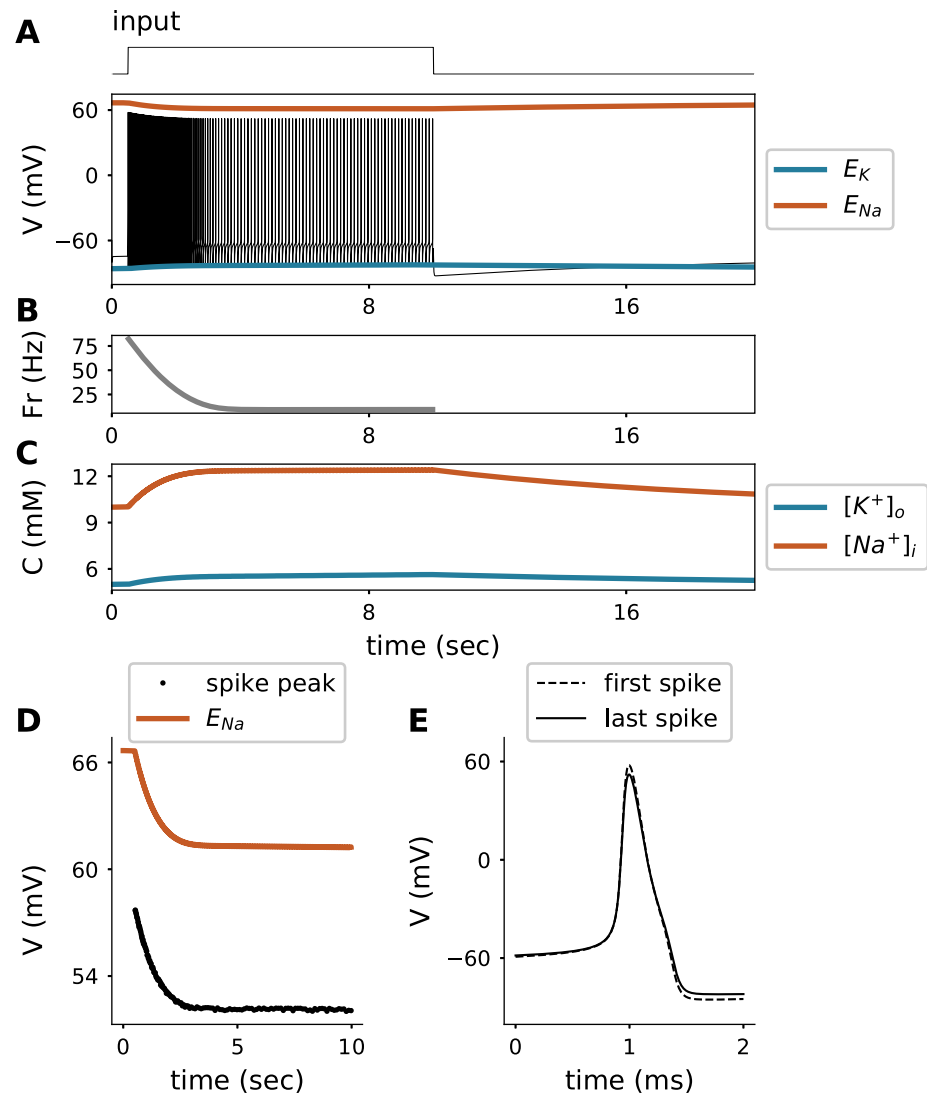 A
input
60
0
−60
V (mV)
0
8
16
E_K
E_Na
B
75
50
25
Fr (Hz)
0
8
16
C
12
9
6
C (mM)
0
8
16
time (sec)
[K⁺]ₒ
[Na⁺]ᵢ
D
spike peak
E_Na
66
60
54
V (mV)
0
5
10
time (sec)
E
first spike
last spike
60
0
−60
V (mV)
0
1
2
time (ms)